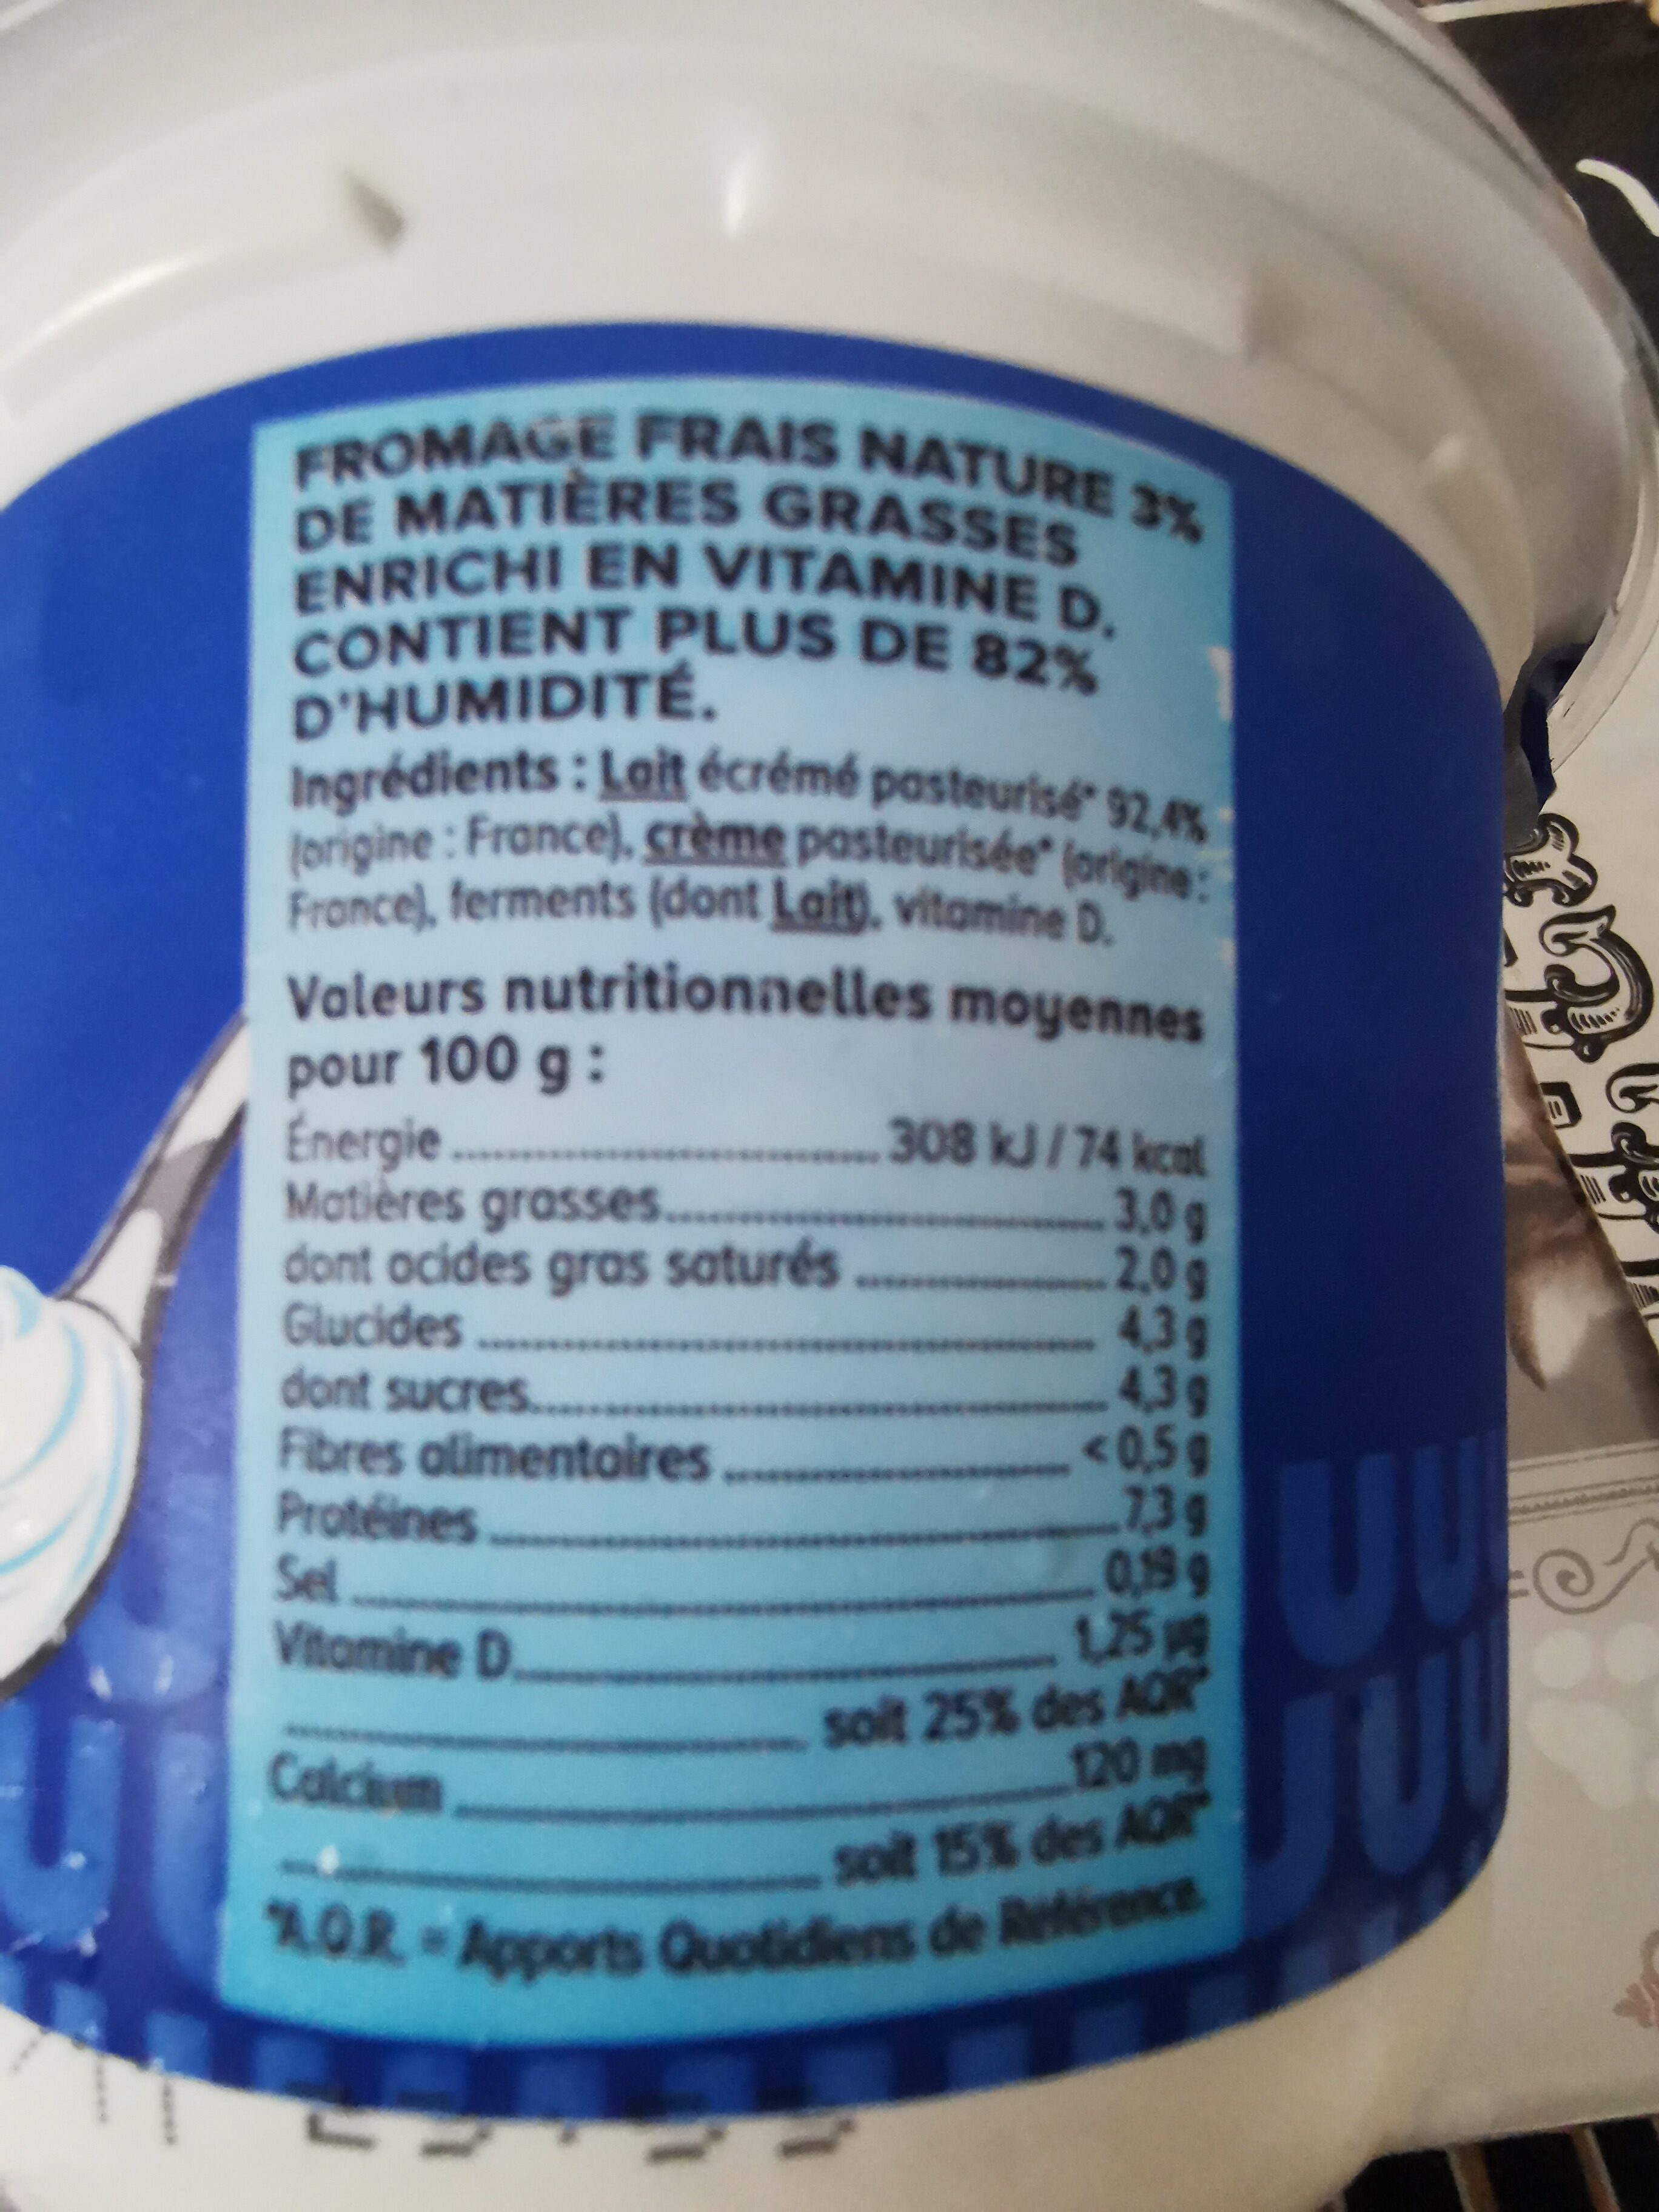 FROMAGE FRAIS NATURE 3%
DE MATIÈRES GRASSES
ENRICHI EN VITAMINE D.
CONTIENT PLUS DE 82%
D'HUMIDITÉ.
Ingrédients : Lait écrémé pasteurisé* 92,4%
(origine : France), crème pasteurisée* (origine :
France), ferments (dont Lait), vitamine D.
Valeurs nutritionnelles moyennes
pour 100 g :
Énergie 308 kJ / 74 kcal
Matières grasses 3,0 g
dont acides gras saturés 2,0 g
Glucides 4,3 g
dont sucres 4,3 g
Fibres alimentaires < 0,5 g
Protéines 7,3 g
Sel 0,19 g
Vitamine D 1,25 µg
soit 25% des AQR*
Calcium 120 mg
soit 15% des AQR*
*A.Q.R. = Apports Quotidiens de Référence.